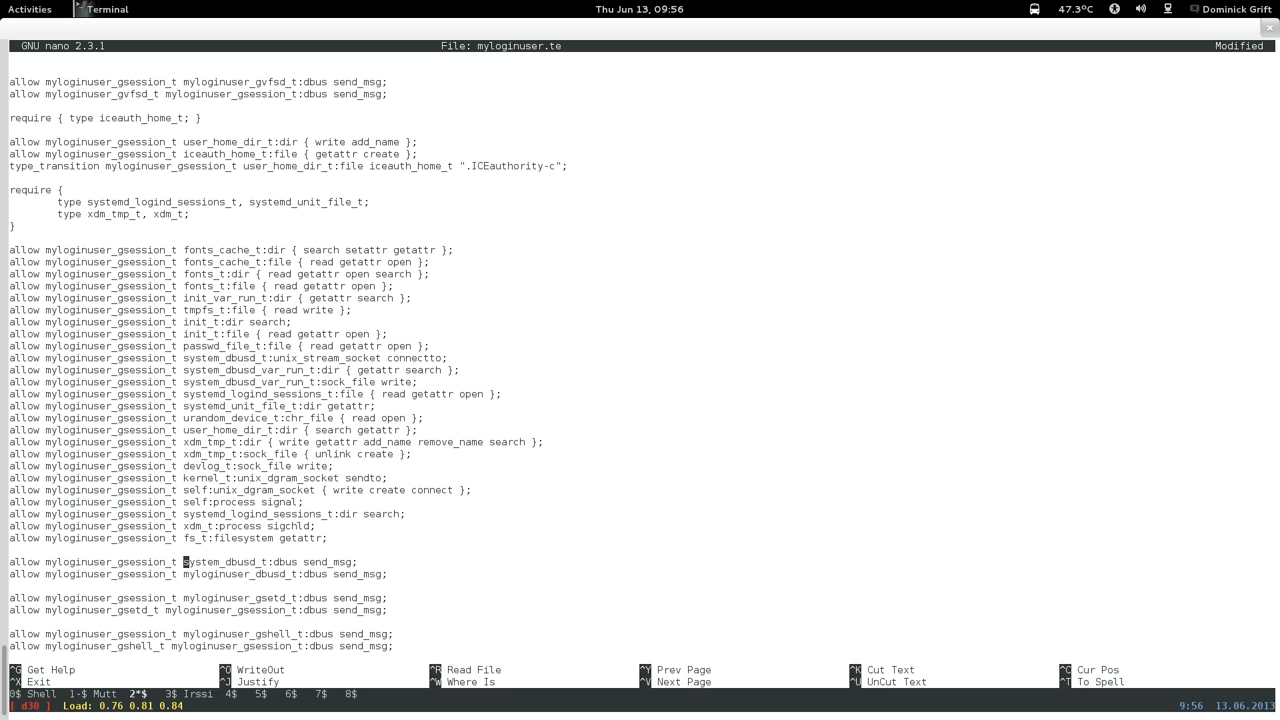 Activities Terminal Thu Jun 13, 09:56 47.3°C Dominick Grift
GNU nano 2.3.1 File: myloginuser.te Modified
allow myloginuser_gsession_t myloginuser_gvfsd_t:dbus send_msg;
allow myloginuser_gvfsd_t myloginuser_gsession_t:dbus send_msg;
require { type iceauth_home_t; }
allow myloginuser_gsession_t user_home_dir_t:dir { write add_name };
allow myloginuser_gsession_t iceauth_home_t:file { getattr create };
type_transition myloginuser_gsession_t user_home_dir_t:file iceauth_home_t ".ICEauthority-c";
require {
type systemd_logind_sessions_t, systemd_unit_file_t;
type xdm_tmp_t, xdm_t;
}
allow myloginuser_gsession_t fonts_cache_t:dir { search setattr getattr };
allow myloginuser_gsession_t fonts_cache_t:file { read getattr open };
allow myloginuser_gsession_t fonts_t:dir { read getattr open search };
allow myloginuser_gsession_t fonts_t:file { read getattr open };
allow myloginuser_gsession_t init_var_run_t:dir { getattr search };
allow myloginuser_gsession_t tmpfs_t:file { read write };
allow myloginuser_gsession_t init_t:dir search;
allow myloginuser_gsession_t init_t:file { read getattr open };
allow myloginuser_gsession_t passwd_file_t:file { read getattr open };
allow myloginuser_gsession_t system_dbusd_t:unix_stream_socket connectto;
allow myloginuser_gsession_t system_dbusd_var_run_t:dir { getattr search };
allow myloginuser_gsession_t system_dbusd_var_run_t:sock_file write;
allow myloginuser_gsession_t systemd_logind_sessions_t:file { read getattr open };
allow myloginuser_gsession_t systemd_unit_file_t:dir getattr;
allow myloginuser_gsession_t urandom_device_t:chr_file { read open };
allow myloginuser_gsession_t user_home_dir_t:dir { search getattr };
allow myloginuser_gsession_t xdm_tmp_t:dir { write getattr add_name remove_name search };
allow myloginuser_gsession_t xdm_tmp_t:sock_file { unlink create };
allow myloginuser_gsession_t devlog_t:sock_file write;
allow myloginuser_gsession_t kernel_t:unix_dgram_socket sendto;
allow myloginuser_gsession_t self:unix_dgram_socket { write create connect };
allow myloginuser_gsession_t self:process signal;
allow myloginuser_gsession_t systemd_logind_sessions_t:dir search;
allow myloginuser_gsession_t xdm_t:process sigchld;
allow myloginuser_gsession_t fs_t:filesystem getattr;
allow myloginuser_gsession_t system_dbusd_t:dbus send_msg;
allow myloginuser_gsession_t myloginuser_dbusd_t:dbus send_msg;
allow myloginuser_gsession_t myloginuser_gsetd_t:dbus send_msg;
allow myloginuser_gsetd_t myloginuser_gsession_t:dbus send_msg;
allow myloginuser_gsession_t myloginuser_gshell_t:dbus send_msg;
allow myloginuser_gshell_t myloginuser_gsession_t:dbus send_msg;
^G Get Help ^O WriteOut ^R Read File ^Y Prev Page ^K Cut Text ^C Cur Pos
^X Exit ^J Justify ^W Where Is ^V Next Page ^U UnCut Text ^T To Spell
0$ Shell 1-$ Mutt 2*$ 3$ Irssi 4$ 5$ 6$ 7$ 8$
[ d30 ] Load: 0.76 0.81 0.84 9:56 13.06.2013